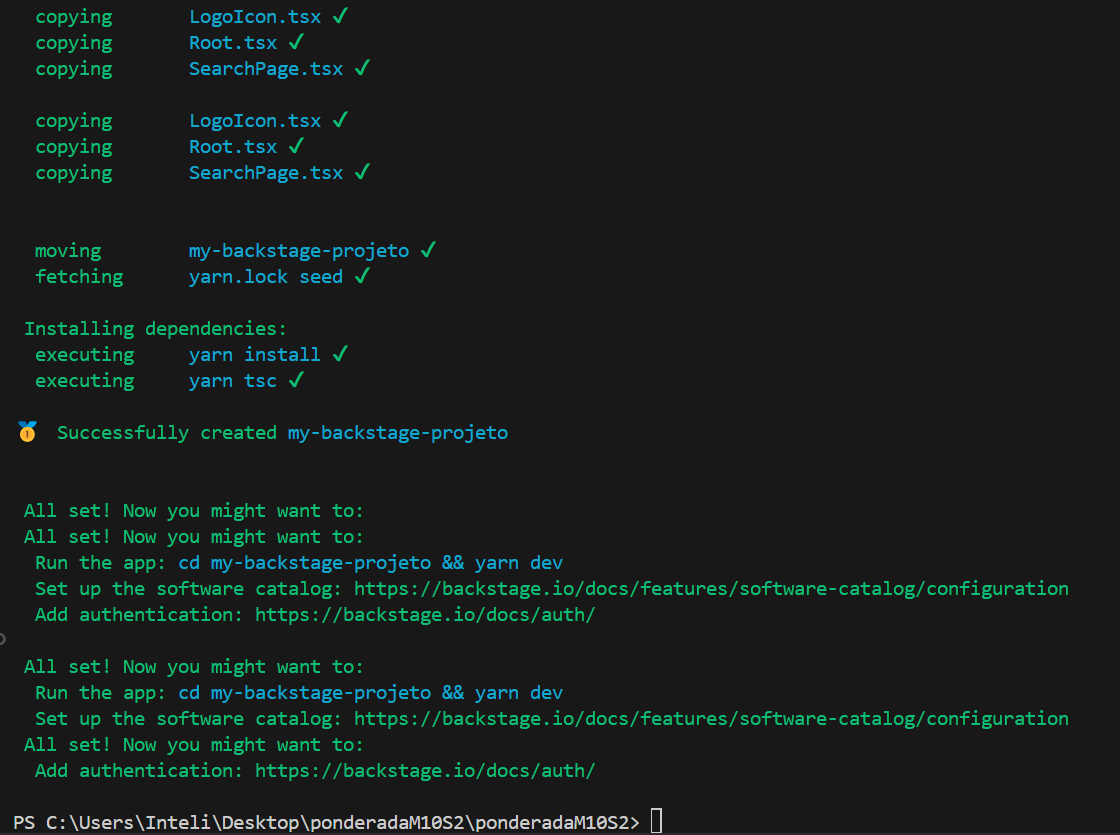 copying LogoIcon.tsx ✓
copying Root.tsx ✓
copying SearchPage.tsx ✓
copying LogoIcon.tsx ✓
copying Root.tsx ✓
copying SearchPage.tsx ✓
moving my-backstage-projeto ✓
fetching yarn.lock seed ✓
Installing dependencies:
executing yarn install ✓
executing yarn tsc ✓
🥇 Successfully created my-backstage-projeto
All set! Now you might want to:
All set! Now you might want to:
Run the app: cd my-backstage-projeto && yarn dev
Set up the software catalog: https://backstage.io/docs/features/software-catalog/configuration
Add authentication: https://backstage.io/docs/auth/
All set! Now you might want to:
Run the app: cd my-backstage-projeto && yarn dev
Set up the software catalog: https://backstage.io/docs/features/software-catalog/configuration
All set! Now you might want to:
Add authentication: https://backstage.io/docs/auth/
PS C:\Users\Inteli\Desktop\ponderadaM10S2\ponderadaM10S2>